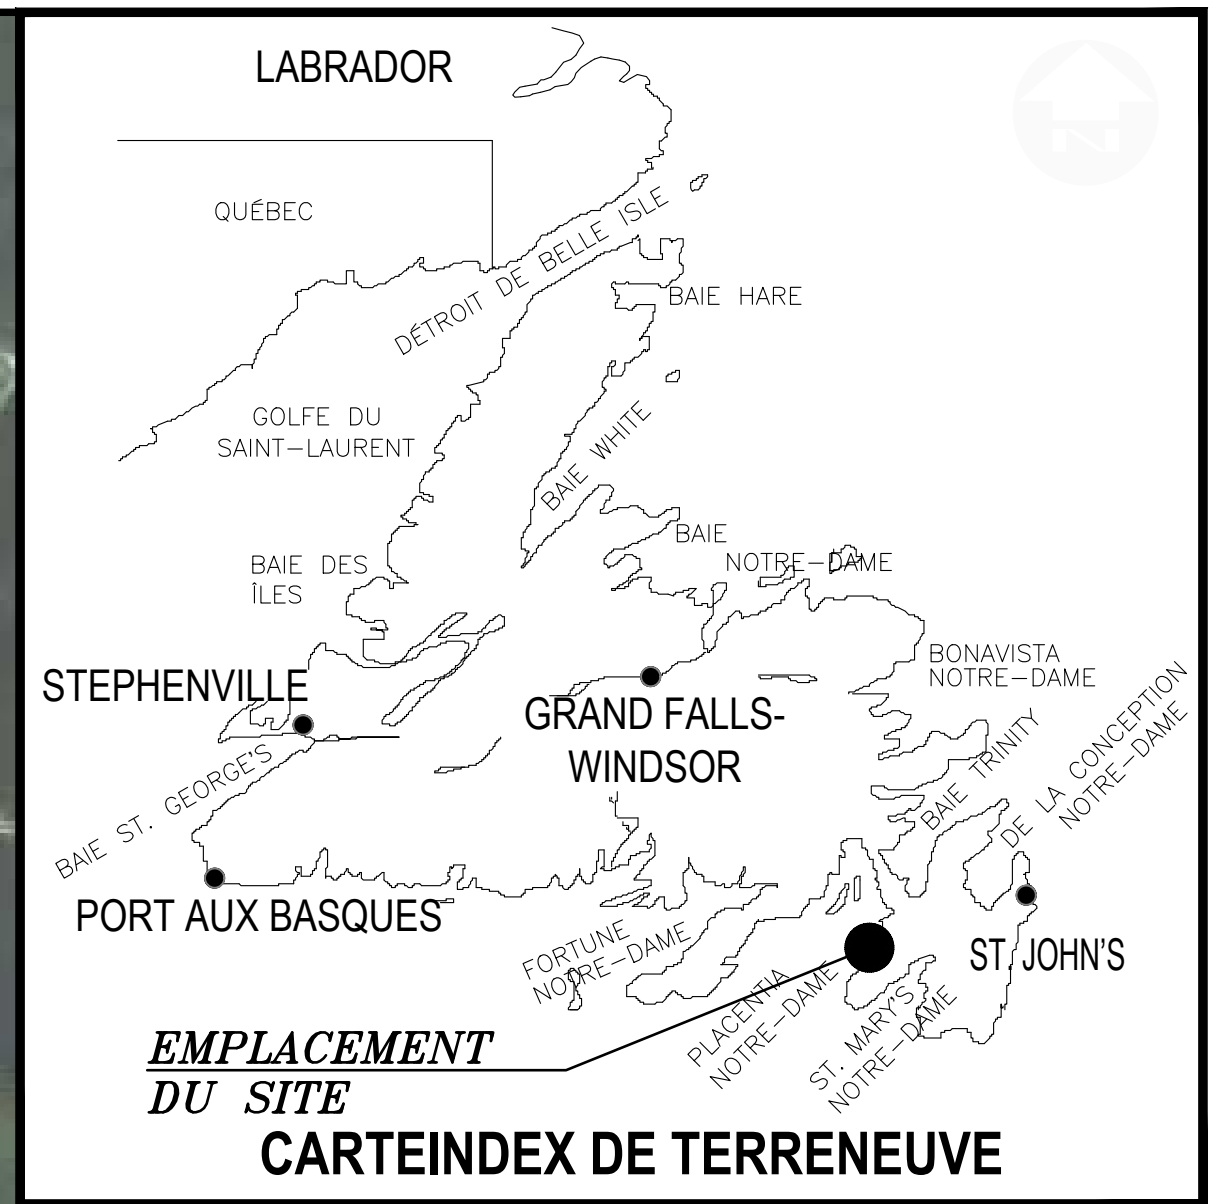 LABRADOR
N
QUÉBEC
DÉTROIT DE BELLE ISLE
BAIE HARE
GOLFE DU
SAINT-LAURENT
BAIE WHITE
BAIE
NOTRE-DAME
BAIE DES
ÎLES
BONAVISTA
NOTRE-DAME
STEPHENVILLE
GRAND FALLS-
WINDSOR
BAIE TRINITY
DE LA CONCEPTION
NOTRE-DAME
BAIE ST. GEORGE'S
PORT AUX BASQUES
FORTUNE
NOTRE-DAME
ST. JOHN'S
PLACENTIA
NOTRE-DAME
ST. MARY'S
NOTRE-DAME
EMPLACEMENT
DU SITE
CARTEINDEX DE TERRENEUVE